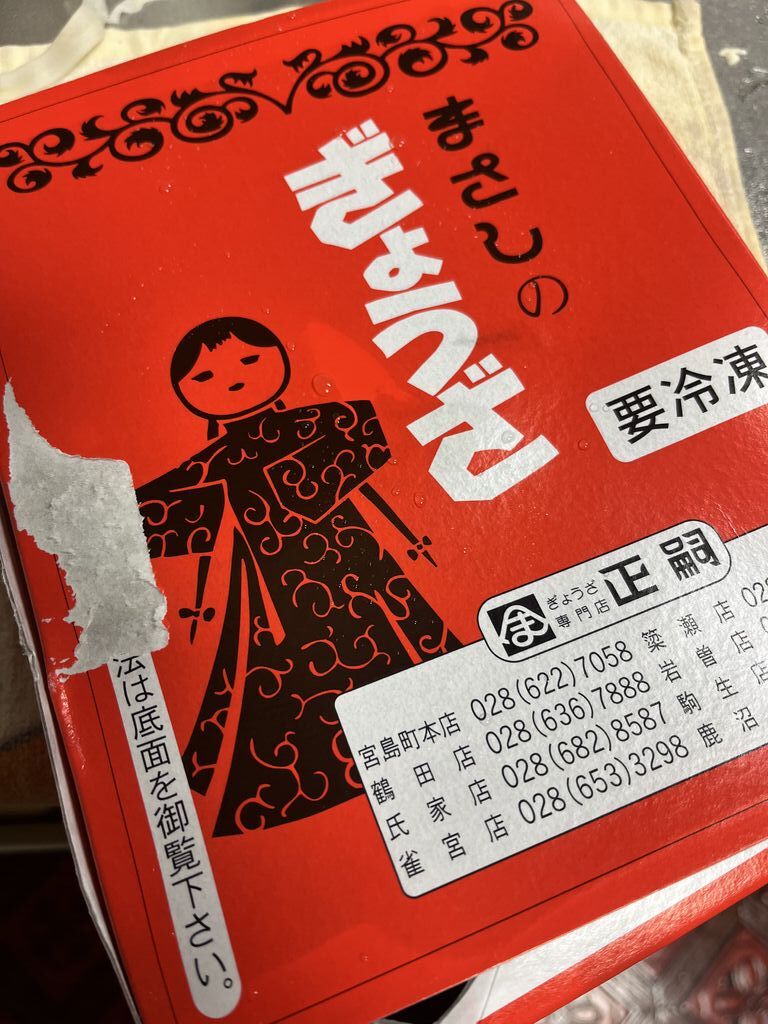 まさしの
ぎょうざ
要冷凍
ぎょうざ
専門店
正嗣
宮島町本店 028(622)7058 築瀬店 028
鶴田店 028(636)7888 岩曽店
氏家店 028(682)8587 駒生店
雀宮店 028(653)3298 鹿沼
法は底面を御覧下さい。